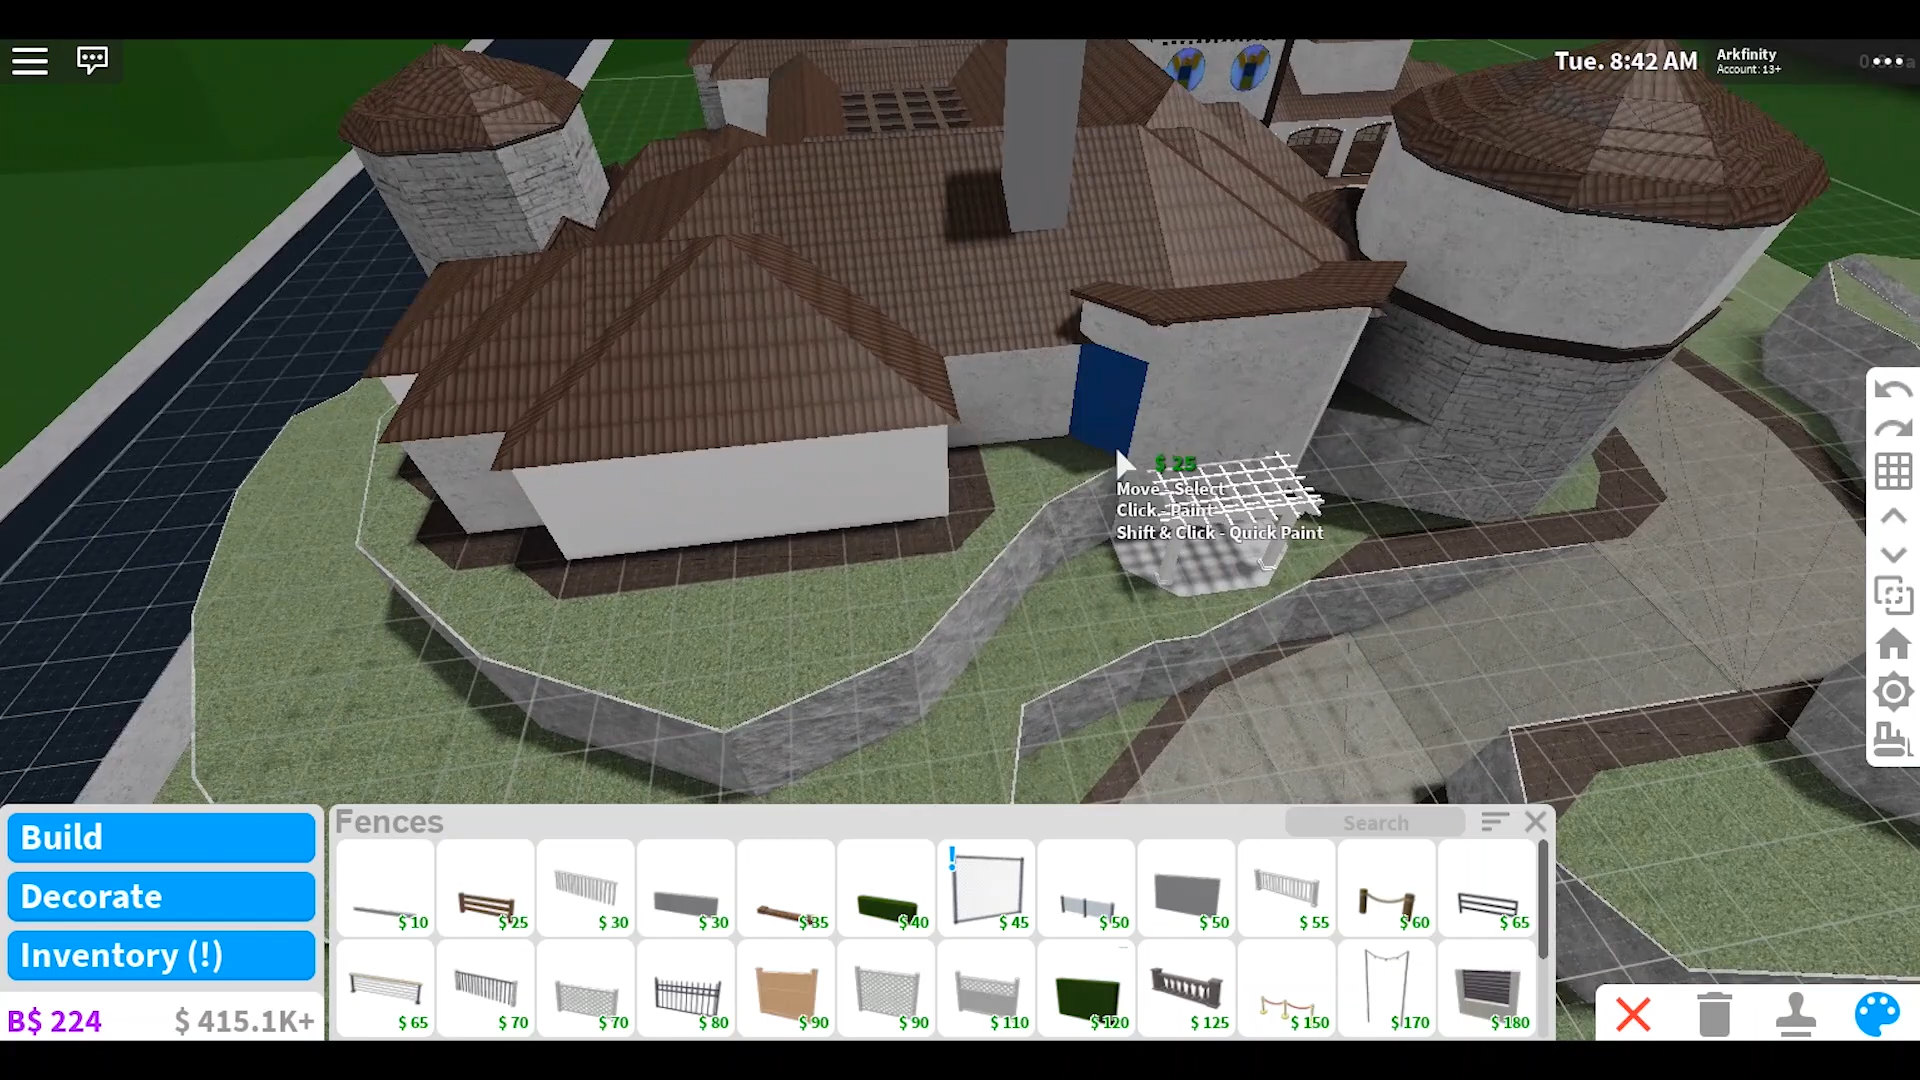 Tue. 8:42 AM
Arkfinity
Account: 13+
$ 25
Move - Select
Click - Paint
Shift & Click - Quick Paint
Build
Decorate
Inventory (!)
B$ 224
$ 415.1K+
Fences
Search
!
$ 10
$ 25
$ 30
$ 30
$ 35
$ 40
$ 45
$ 50
$ 50
$ 55
$ 60
$ 65
$ 65
$ 70
$ 70
$ 80
$ 90
$ 90
$ 110
$ 120
$ 125
$ 150
$ 170
$ 180